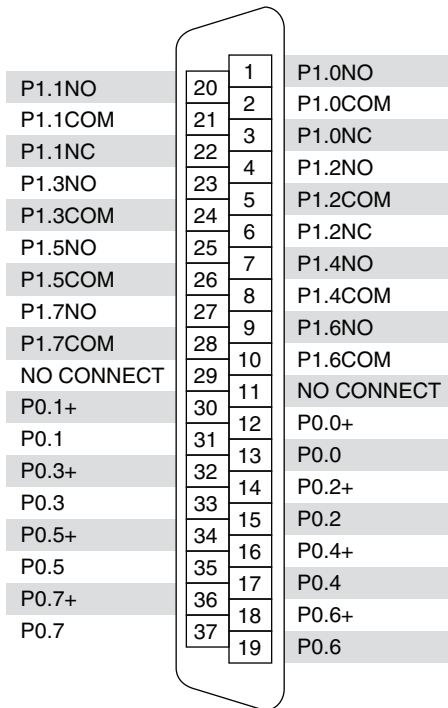 1 P1.0NO
P1.1NO 20
2 P1.0COM
P1.1COM 21
3 P1.0NC
P1.1NC 22
4 P1.2NO
P1.3NO 23
5 P1.2COM
P1.3COM 24
6 P1.2NC
P1.5NO 25
7 P1.4NO
P1.5COM 26
8 P1.4COM
P1.7NO 27
9 P1.6NO
P1.7COM 28
10 P1.6COM
NO CONNECT 29
11 NO CONNECT
P0.1+ 30
12 P0.0+
P0.1 31
13 P0.0
P0.3+ 32
14 P0.2+
P0.3 33
15 P0.2
P0.5+ 34
16 P0.4+
P0.5 35
17 P0.4
P0.7+ 36
18 P0.6+
P0.7 37
19 P0.6